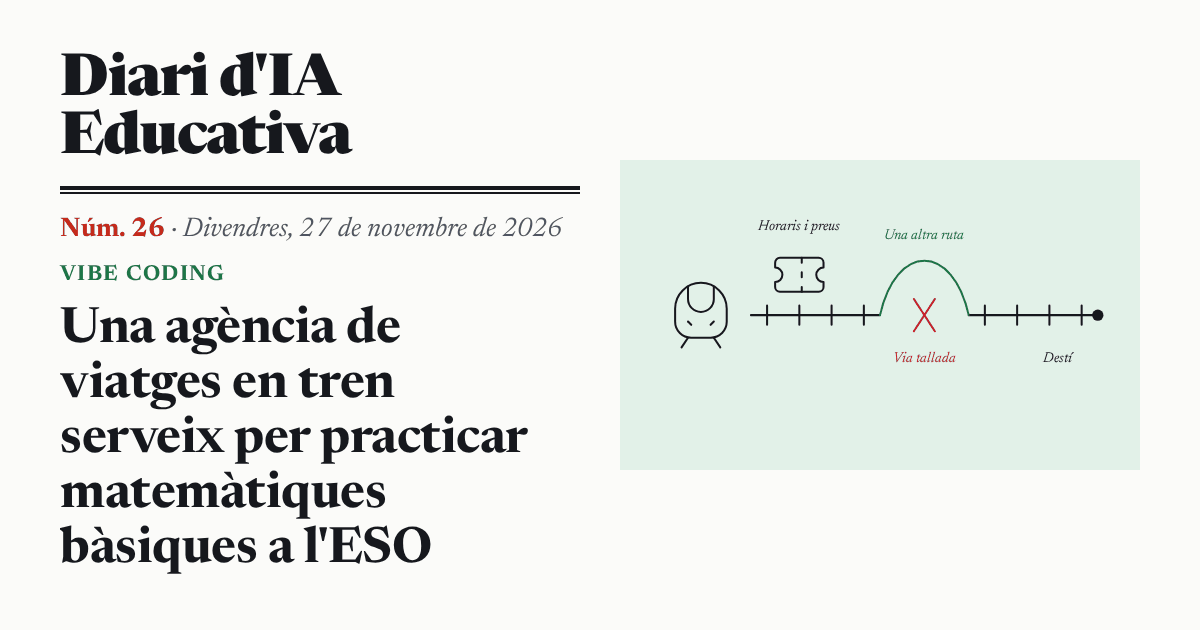 Diari d'IA
Educativa
Núm. 26 · Divendres, 27 de novembre de 2026
VIBE CODING
Una agència de
viatges en tren
serveix per practicar
matemàtiques
bàsiques a l'ESO
Horaris i preus
Una altra ruta
Via tallada
Destí